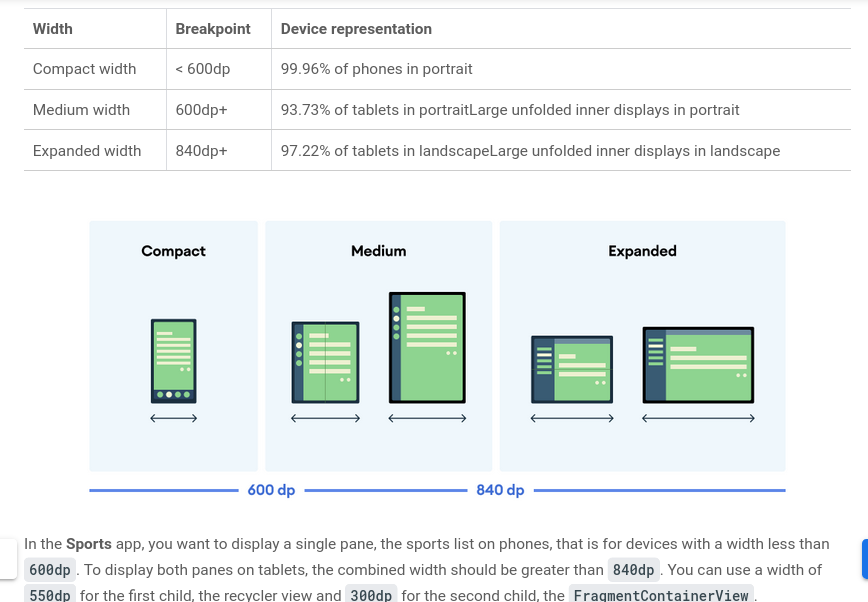 Width Breakpoint Device representation
Compact width < 600dp 99.96% of phones in portrait
Medium width 600dp+ 93.73% of tablets in portraitLarge unfolded inner displays in portrait
Expanded width 840dp+ 97.22% of tablets in landscapeLarge unfolded inner displays in landscape
Compact Medium Expanded
600 dp 840 dp
In the Sports app, you want to display a single pane, the sports list on phones, that is for devices with a width less than
600dp. To display both panes on tablets, the combined width should be greater than 840dp. You can use a width of
550dp for the first child, the recycler view and 300dp for the second child, the FragmentContainerView.